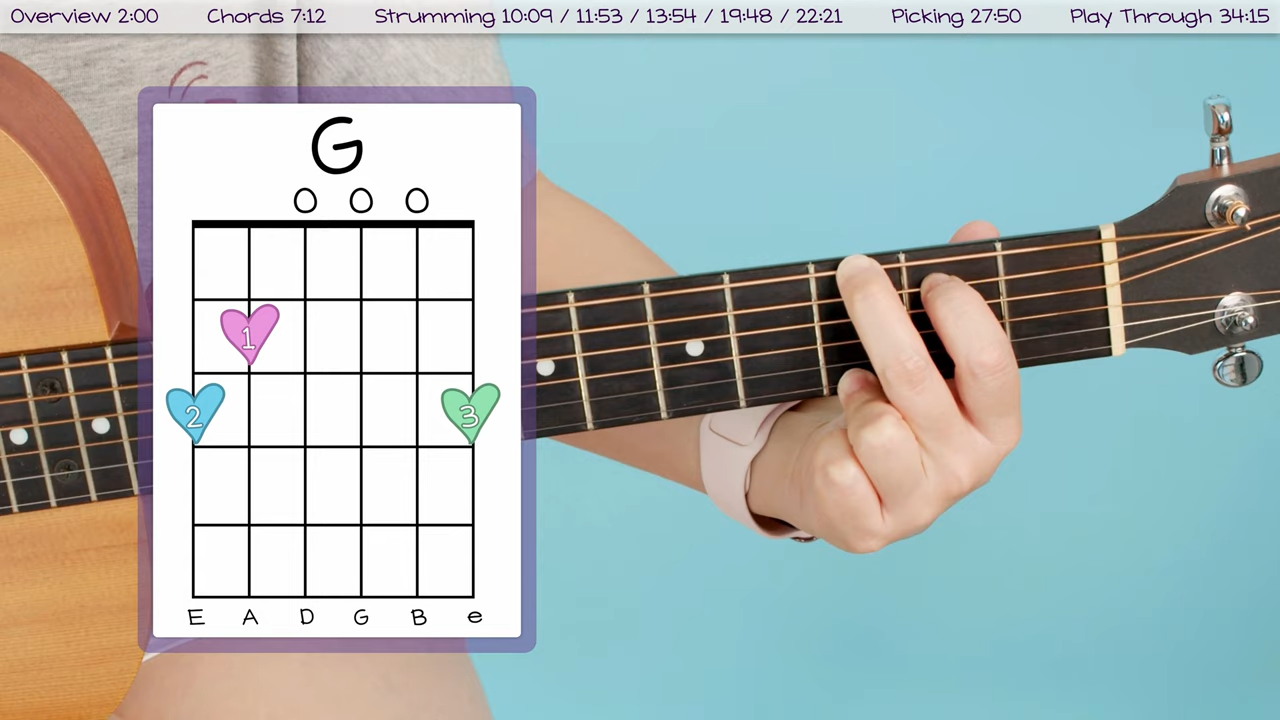 Overview 2:00 Chords 7:12 Strumming 10:09 / 11:53 / 13:54 / 19:48 / 22:21 Picking 27:50 Play Through 34:15
G
O O O
1
2 3
E A D G B e